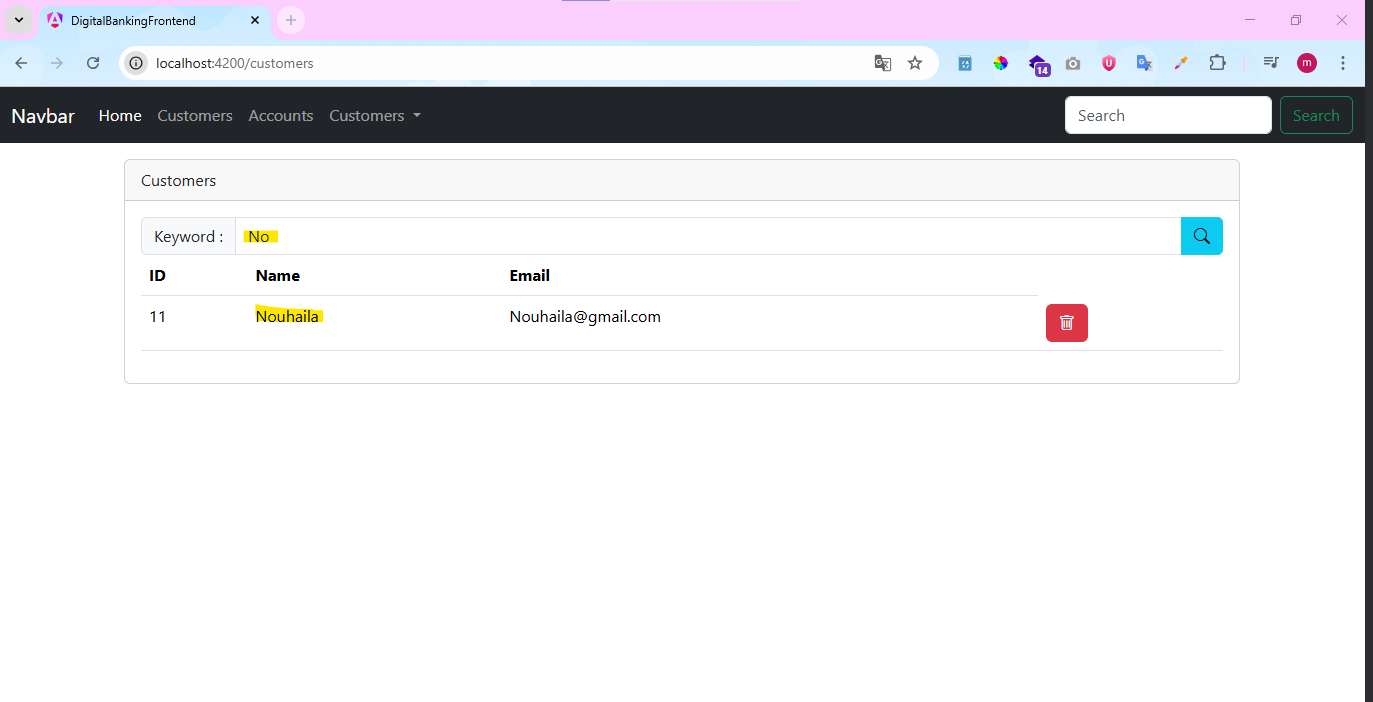 DigitalBankingFrontend
localhost:4200/customers
14
m
Navbar Home Customers Accounts Customers Search Search
Customers
Keyword : No
ID Name Email
11 Nouhaila Nouhaila@gmail.com